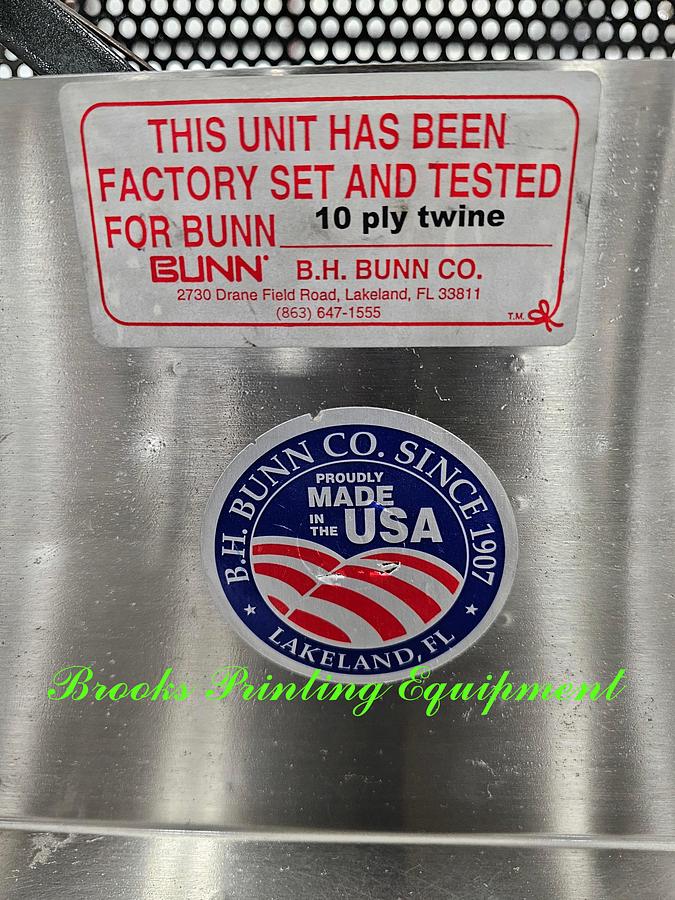 THIS UNIT HAS BEEN
FACTORY SET AND TESTED
FOR BUNN 10 ply twine
BUNN® B.H. BUNN CO.
2730 Drane Field Road, Lakeland, FL 33811
(863) 647-1555
T.M.
B.H. BUNN CO. SINCE 1907
PROUDLY
MADE
IN THE USA
LAKELAND, FL
Brooks Printing Equipment